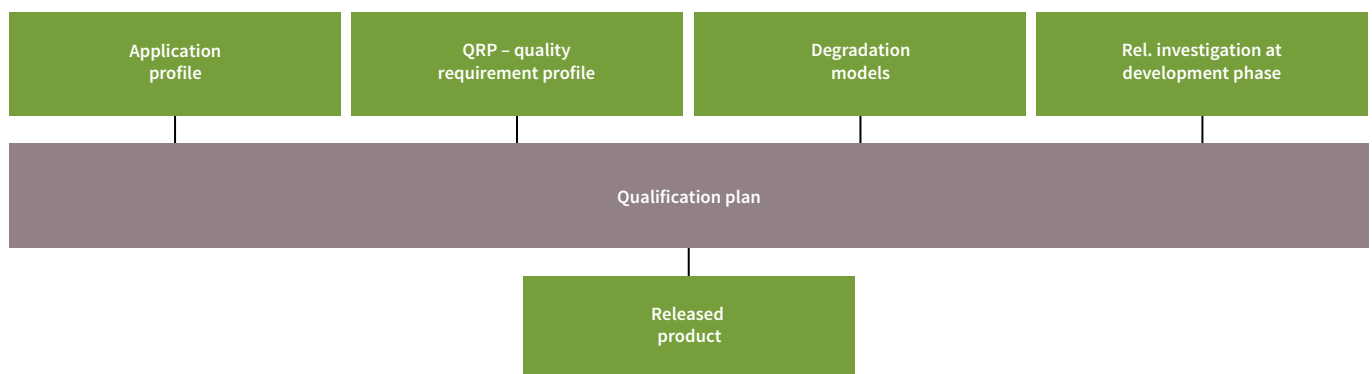 Application
profile
QRP – quality
requirement profile
Degradation
models
Rel. investigation at
development phase
Qualification plan
Released
product